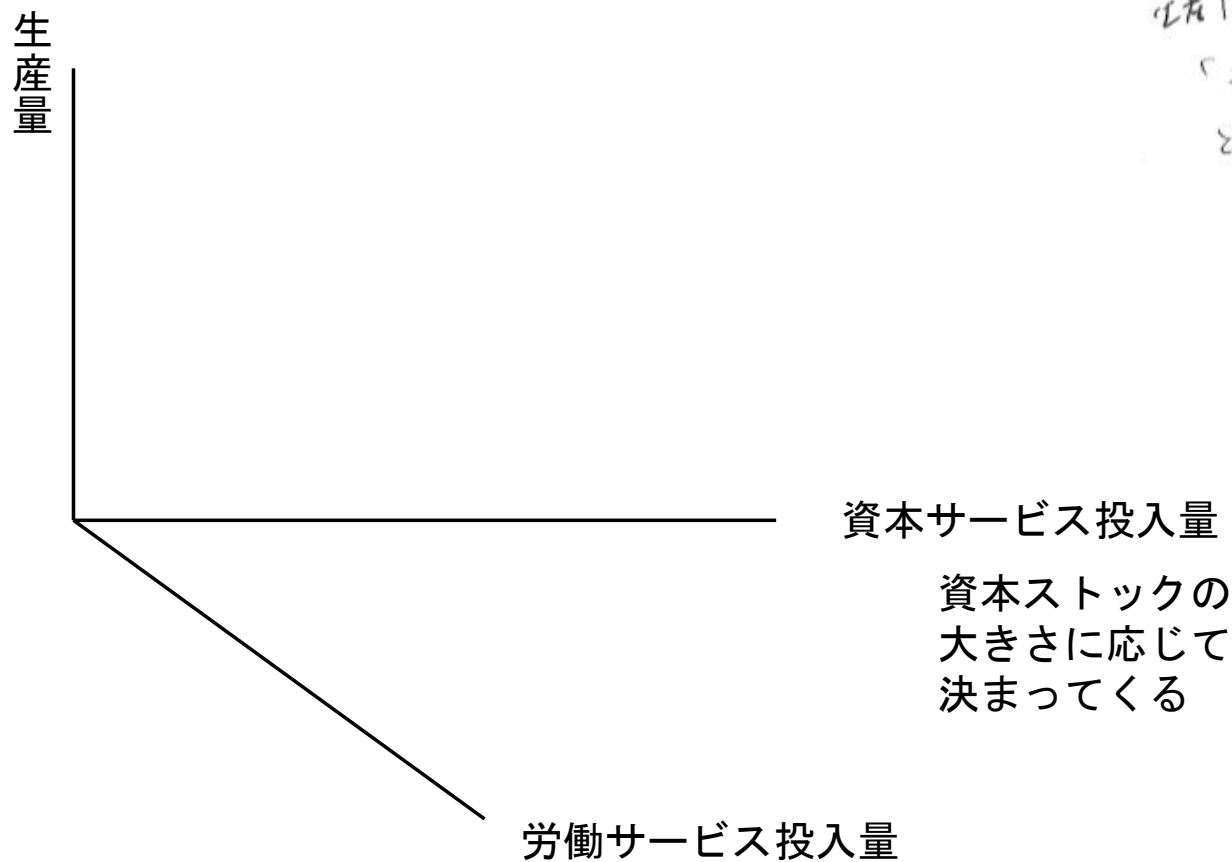 生産量
資本サービス投入量
資本ストックの
大きさに応じて
決まってくる
労働サービス投入量